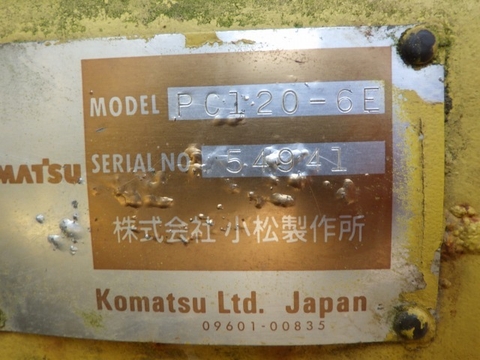 MODEL PC120-6E
SERIAL NO. 54941
KOMATSU
株式会社 小松製作所
Komatsu Ltd. Japan
09601-00835